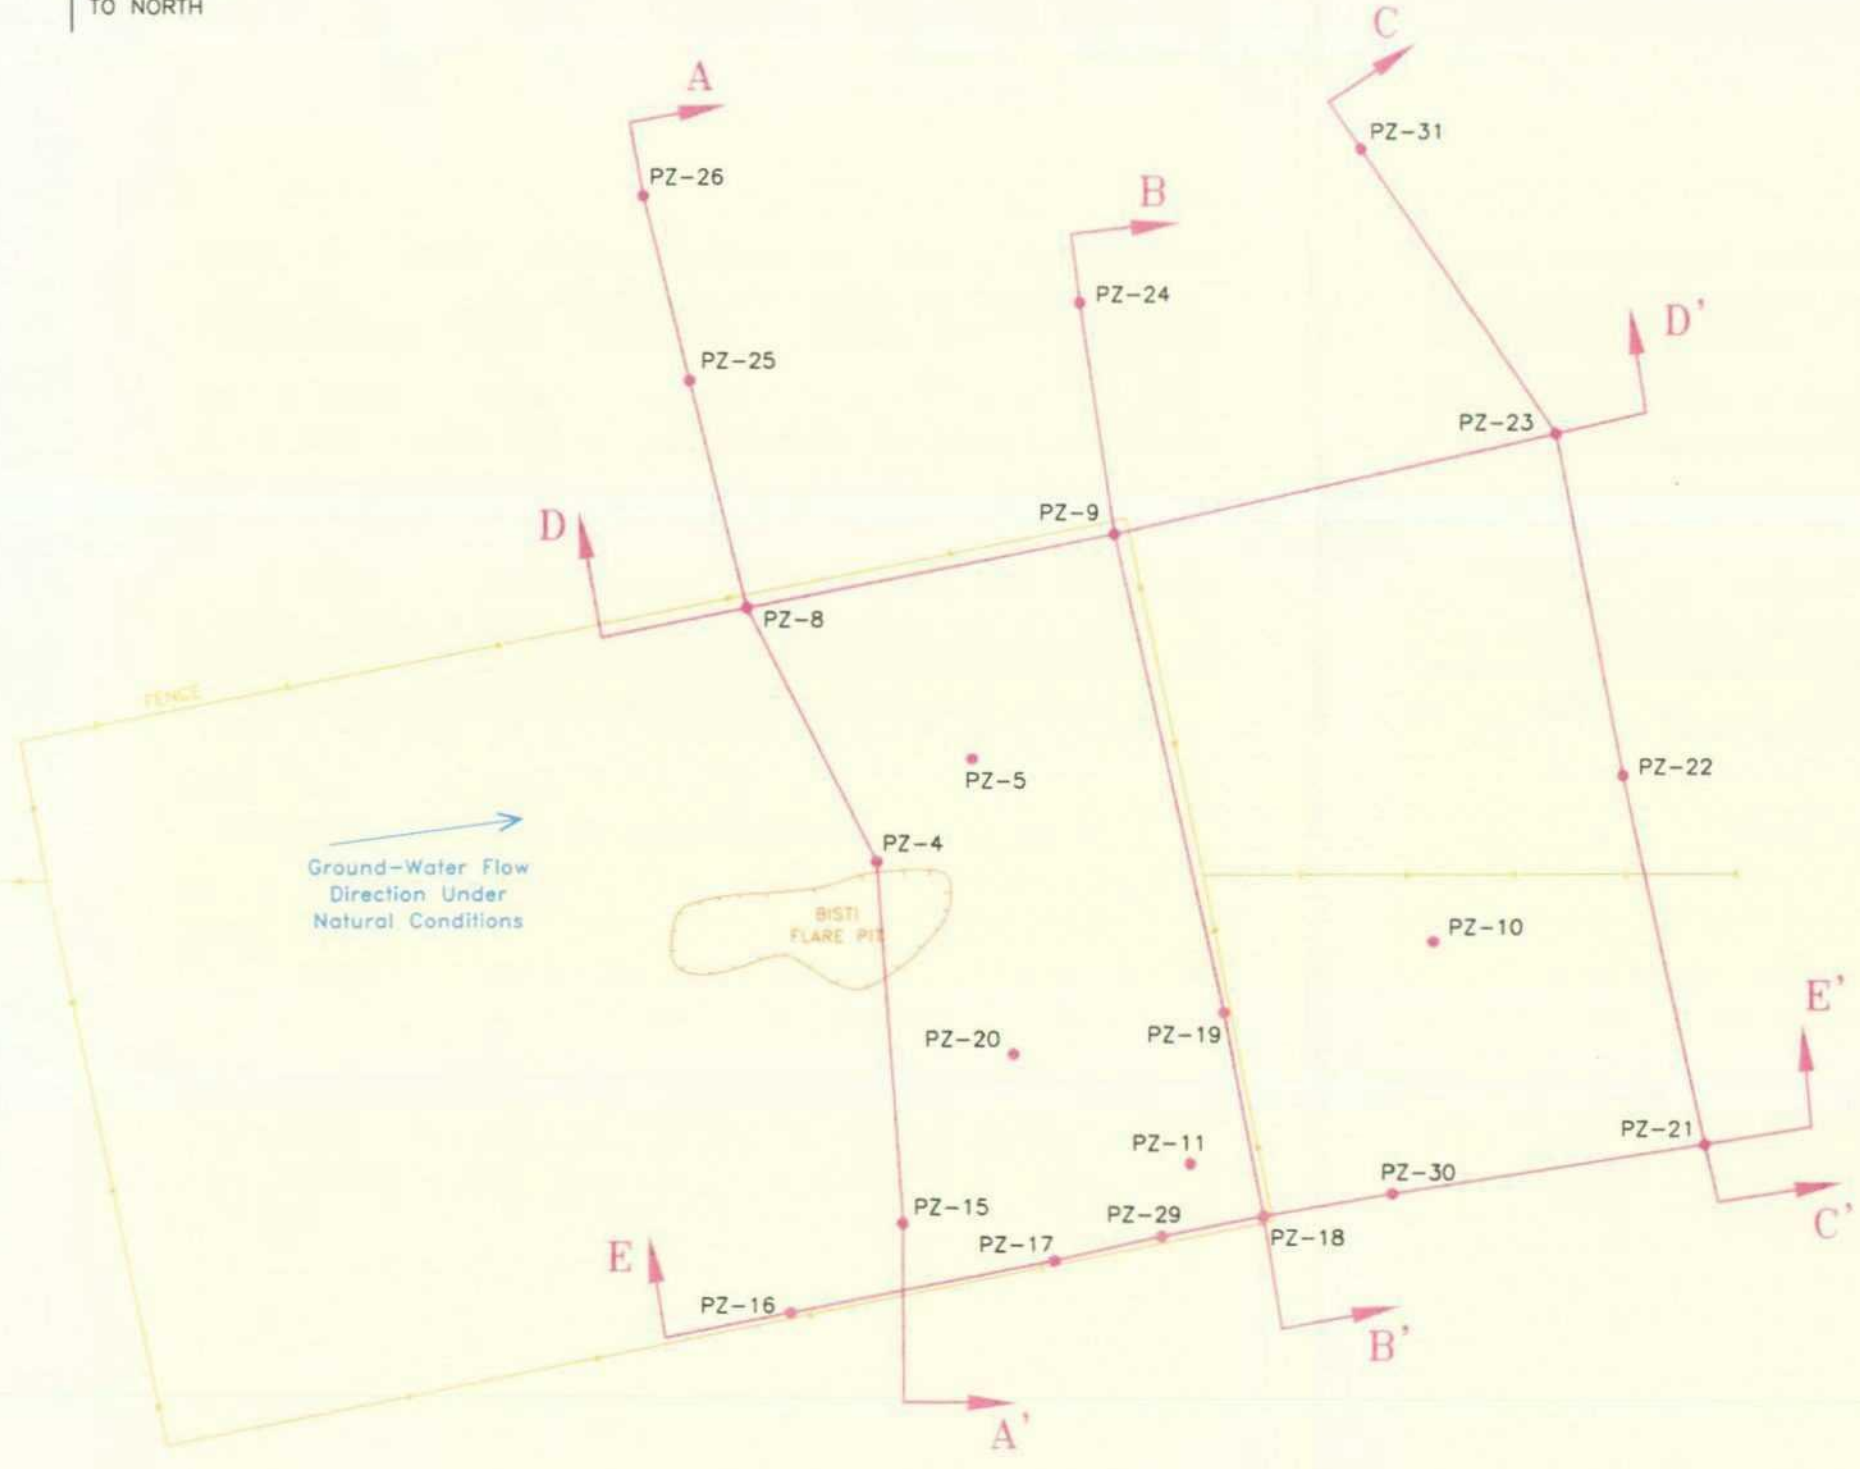 TO NORTH
C
A
PZ-31
PZ-26
B
PZ-24
D'
PZ-25
PZ-23
PZ-9
D
PZ-8
FENCE
PZ-5
PZ-22
PZ-4
Ground-Water Flow
Direction Under
Natural Conditions
BISTI
FLARE PIT
PZ-10
E'
PZ-19
PZ-20
PZ-11
PZ-21
PZ-30
PZ-15
PZ-29
C'
PZ-18
PZ-17
E
PZ-16
B'
A'